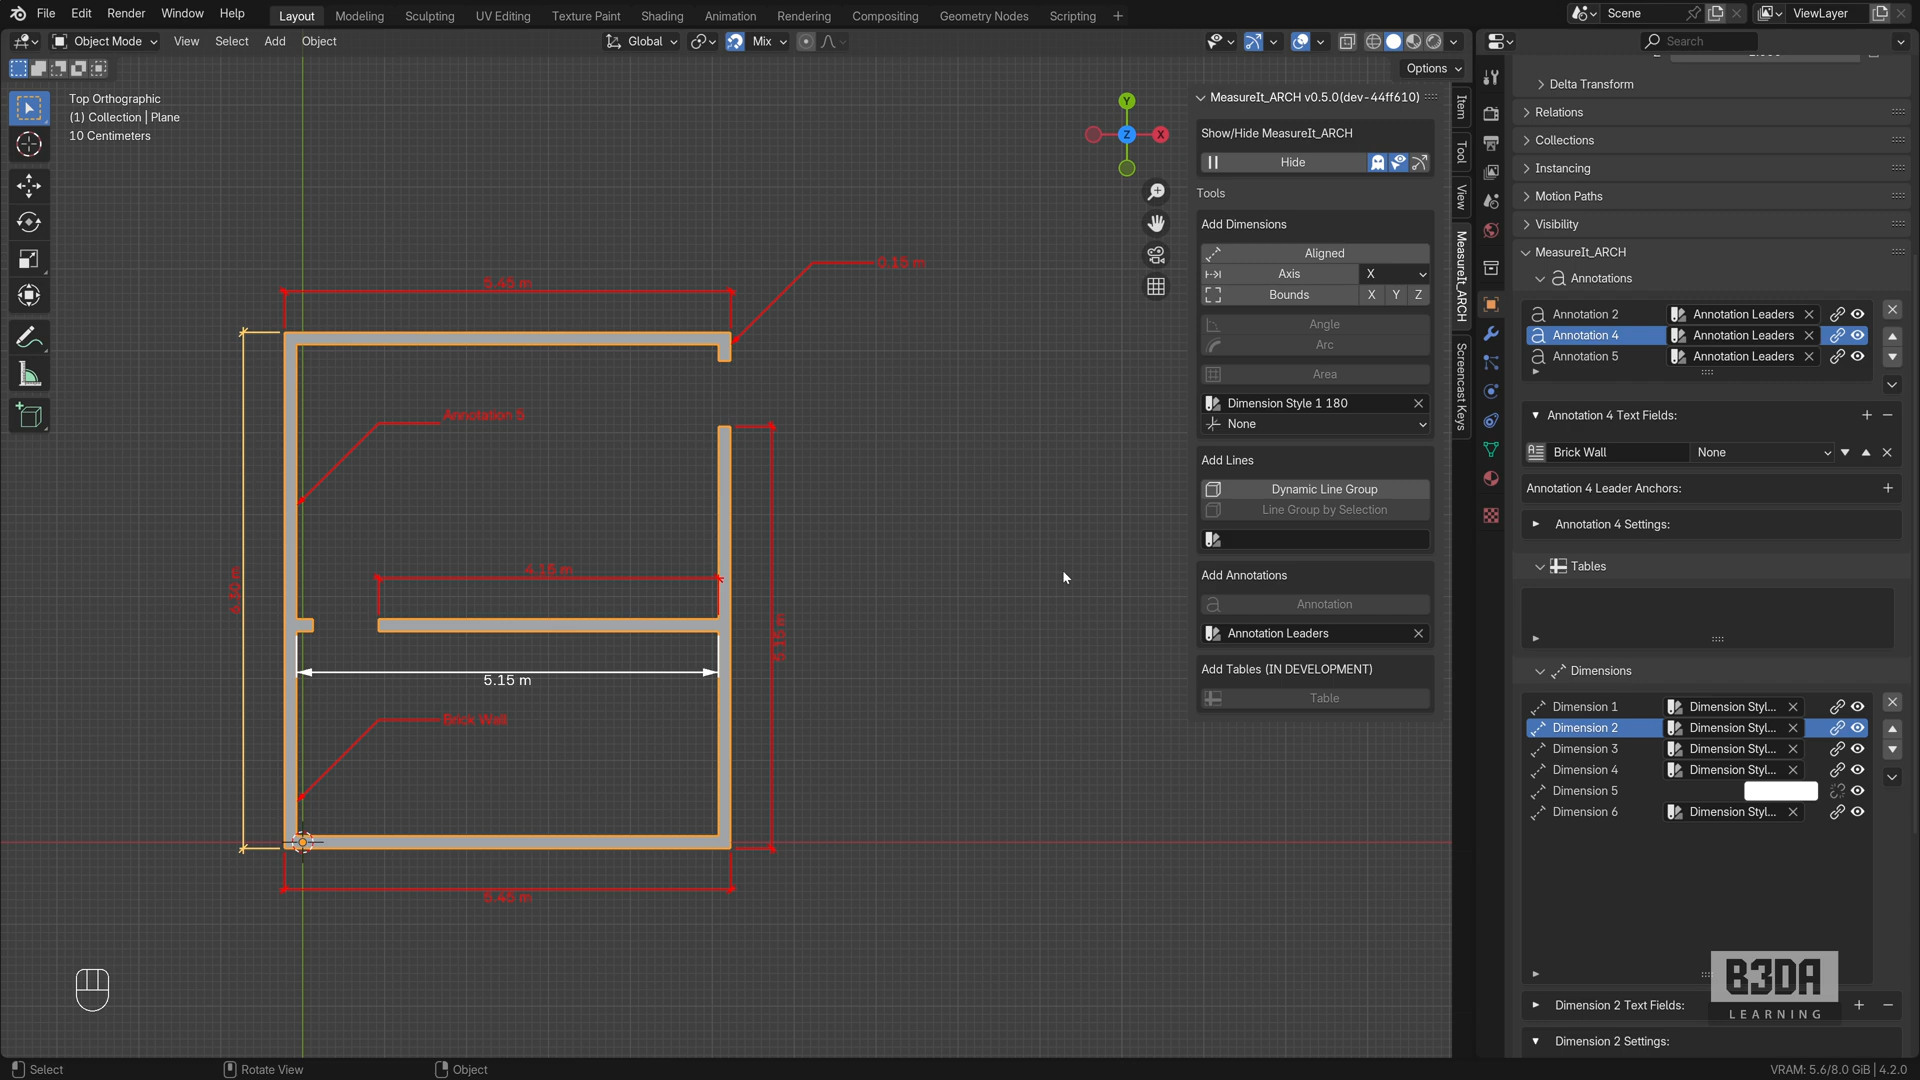 File Edit Render Window Help
Layout Modeling Sculpting UV Editing Texture Paint Shading Animation Rendering Compositing Geometry Nodes Scripting +
Scene
ViewLayer
Object Mode View Select Add Object
Global
Mix
Search
Options
Top Orthographic
(1) Collection | Plane
10 Centimeters
Y
Z
X
5.45 m
0.15 m
Annotation 5
6.50 m
4.15 m
5.15 m
5.15 m
Brick Wall
5.45 m
MeasureIt_ARCH v0.5.0(dev-44ff610)
Show/Hide MeasureIt_ARCH
Hide
Tools
Add Dimensions
Aligned
Axis X
Bounds X Y Z
Angle
Arc
Area
Dimension Style 1 180
None
Add Lines
Dynamic Line Group
Line Group by Selection
Add Annotations
Annotation
Annotation Leaders
Add Tables (IN DEVELOPMENT)
Table
Item
Tool
View
MeasureIt_ARCH
Screencast Keys
Delta Transform
Relations
Collections
Instancing
Motion Paths
Visibility
MeasureIt_ARCH
Annotations
Annotation 2 Annotation Leaders
Annotation 4 Annotation Leaders
Annotation 5 Annotation Leaders
Annotation 4 Text Fields:
Brick Wall None
Annotation 4 Leader Anchors:
Annotation 4 Settings:
Tables
Dimensions
Dimension 1 Dimension Styl...
Dimension 2 Dimension Styl...
Dimension 3 Dimension Styl...
Dimension 4 Dimension Styl...
Dimension 5
Dimension 6 Dimension Styl...
B3DA
LEARNING
Dimension 2 Text Fields:
Dimension 2 Settings:
Select
Rotate View
Object
VRAM: 5.6/8.0 GiB | 4.2.0